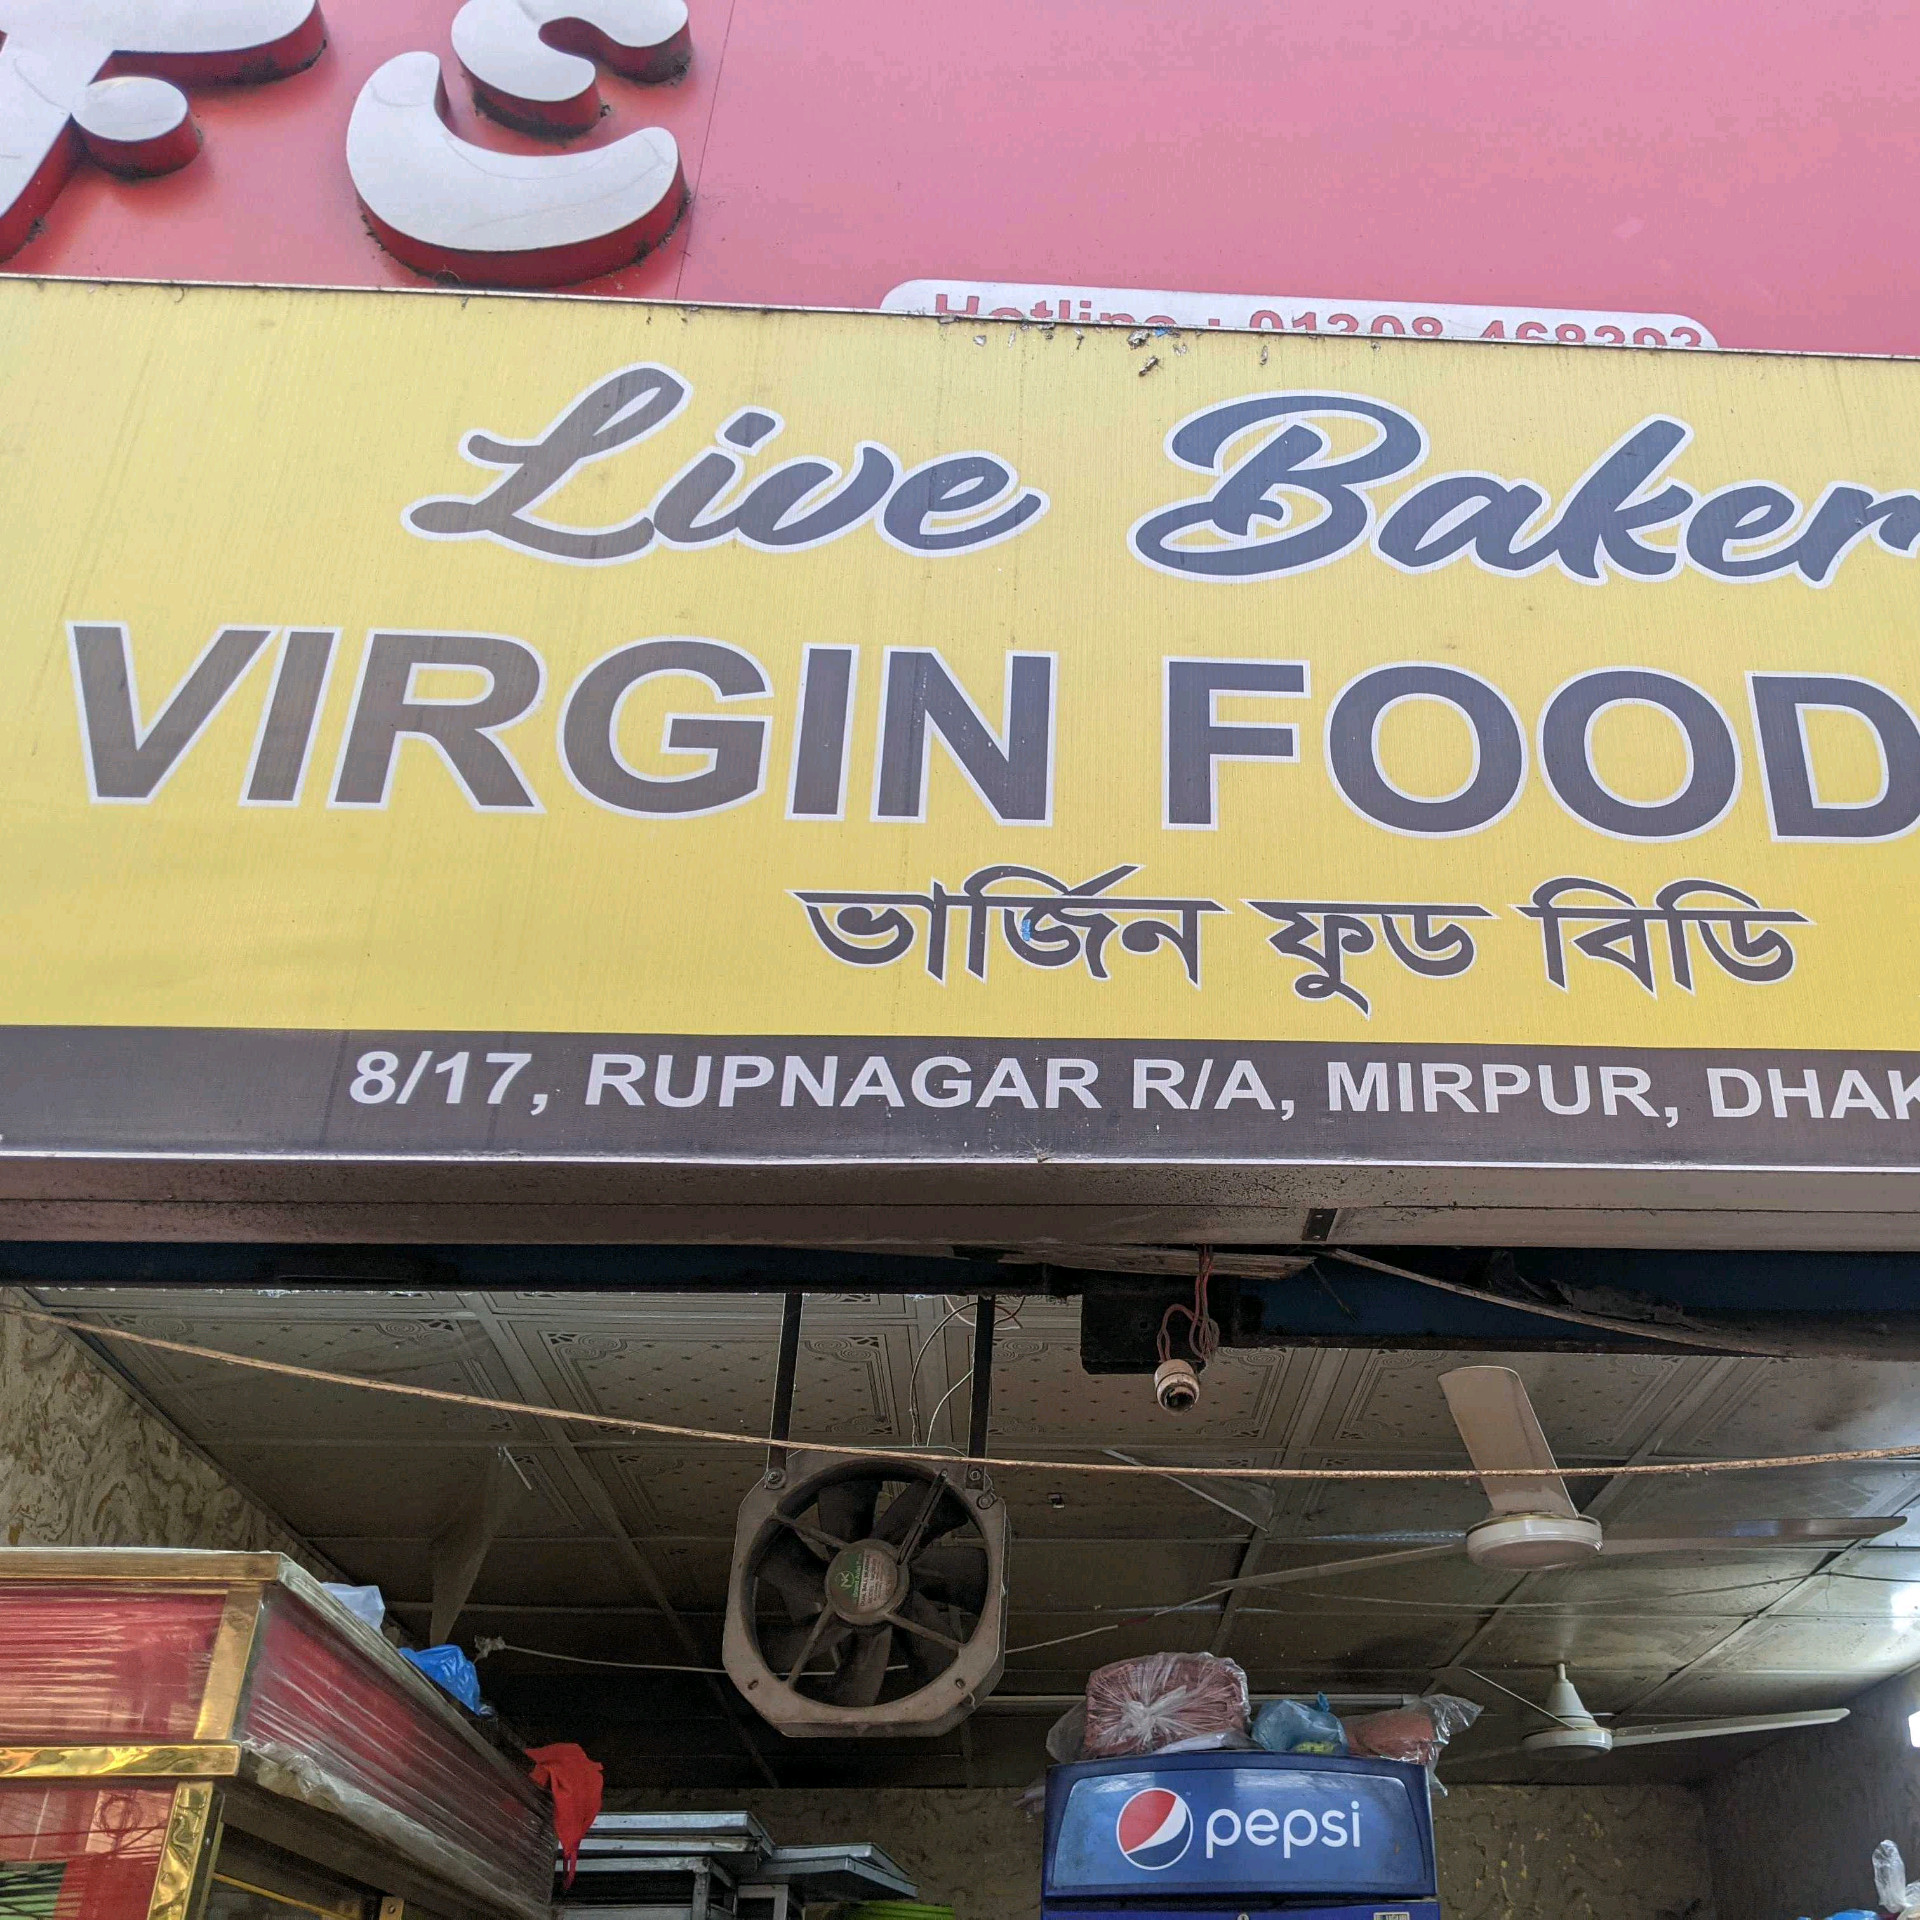 Live Baker
VIRGIN FOOD
ভার্জিন ফুড বিডি
8/17, RUPNAGAR R/A, MIRPUR, DHAK
pepsi